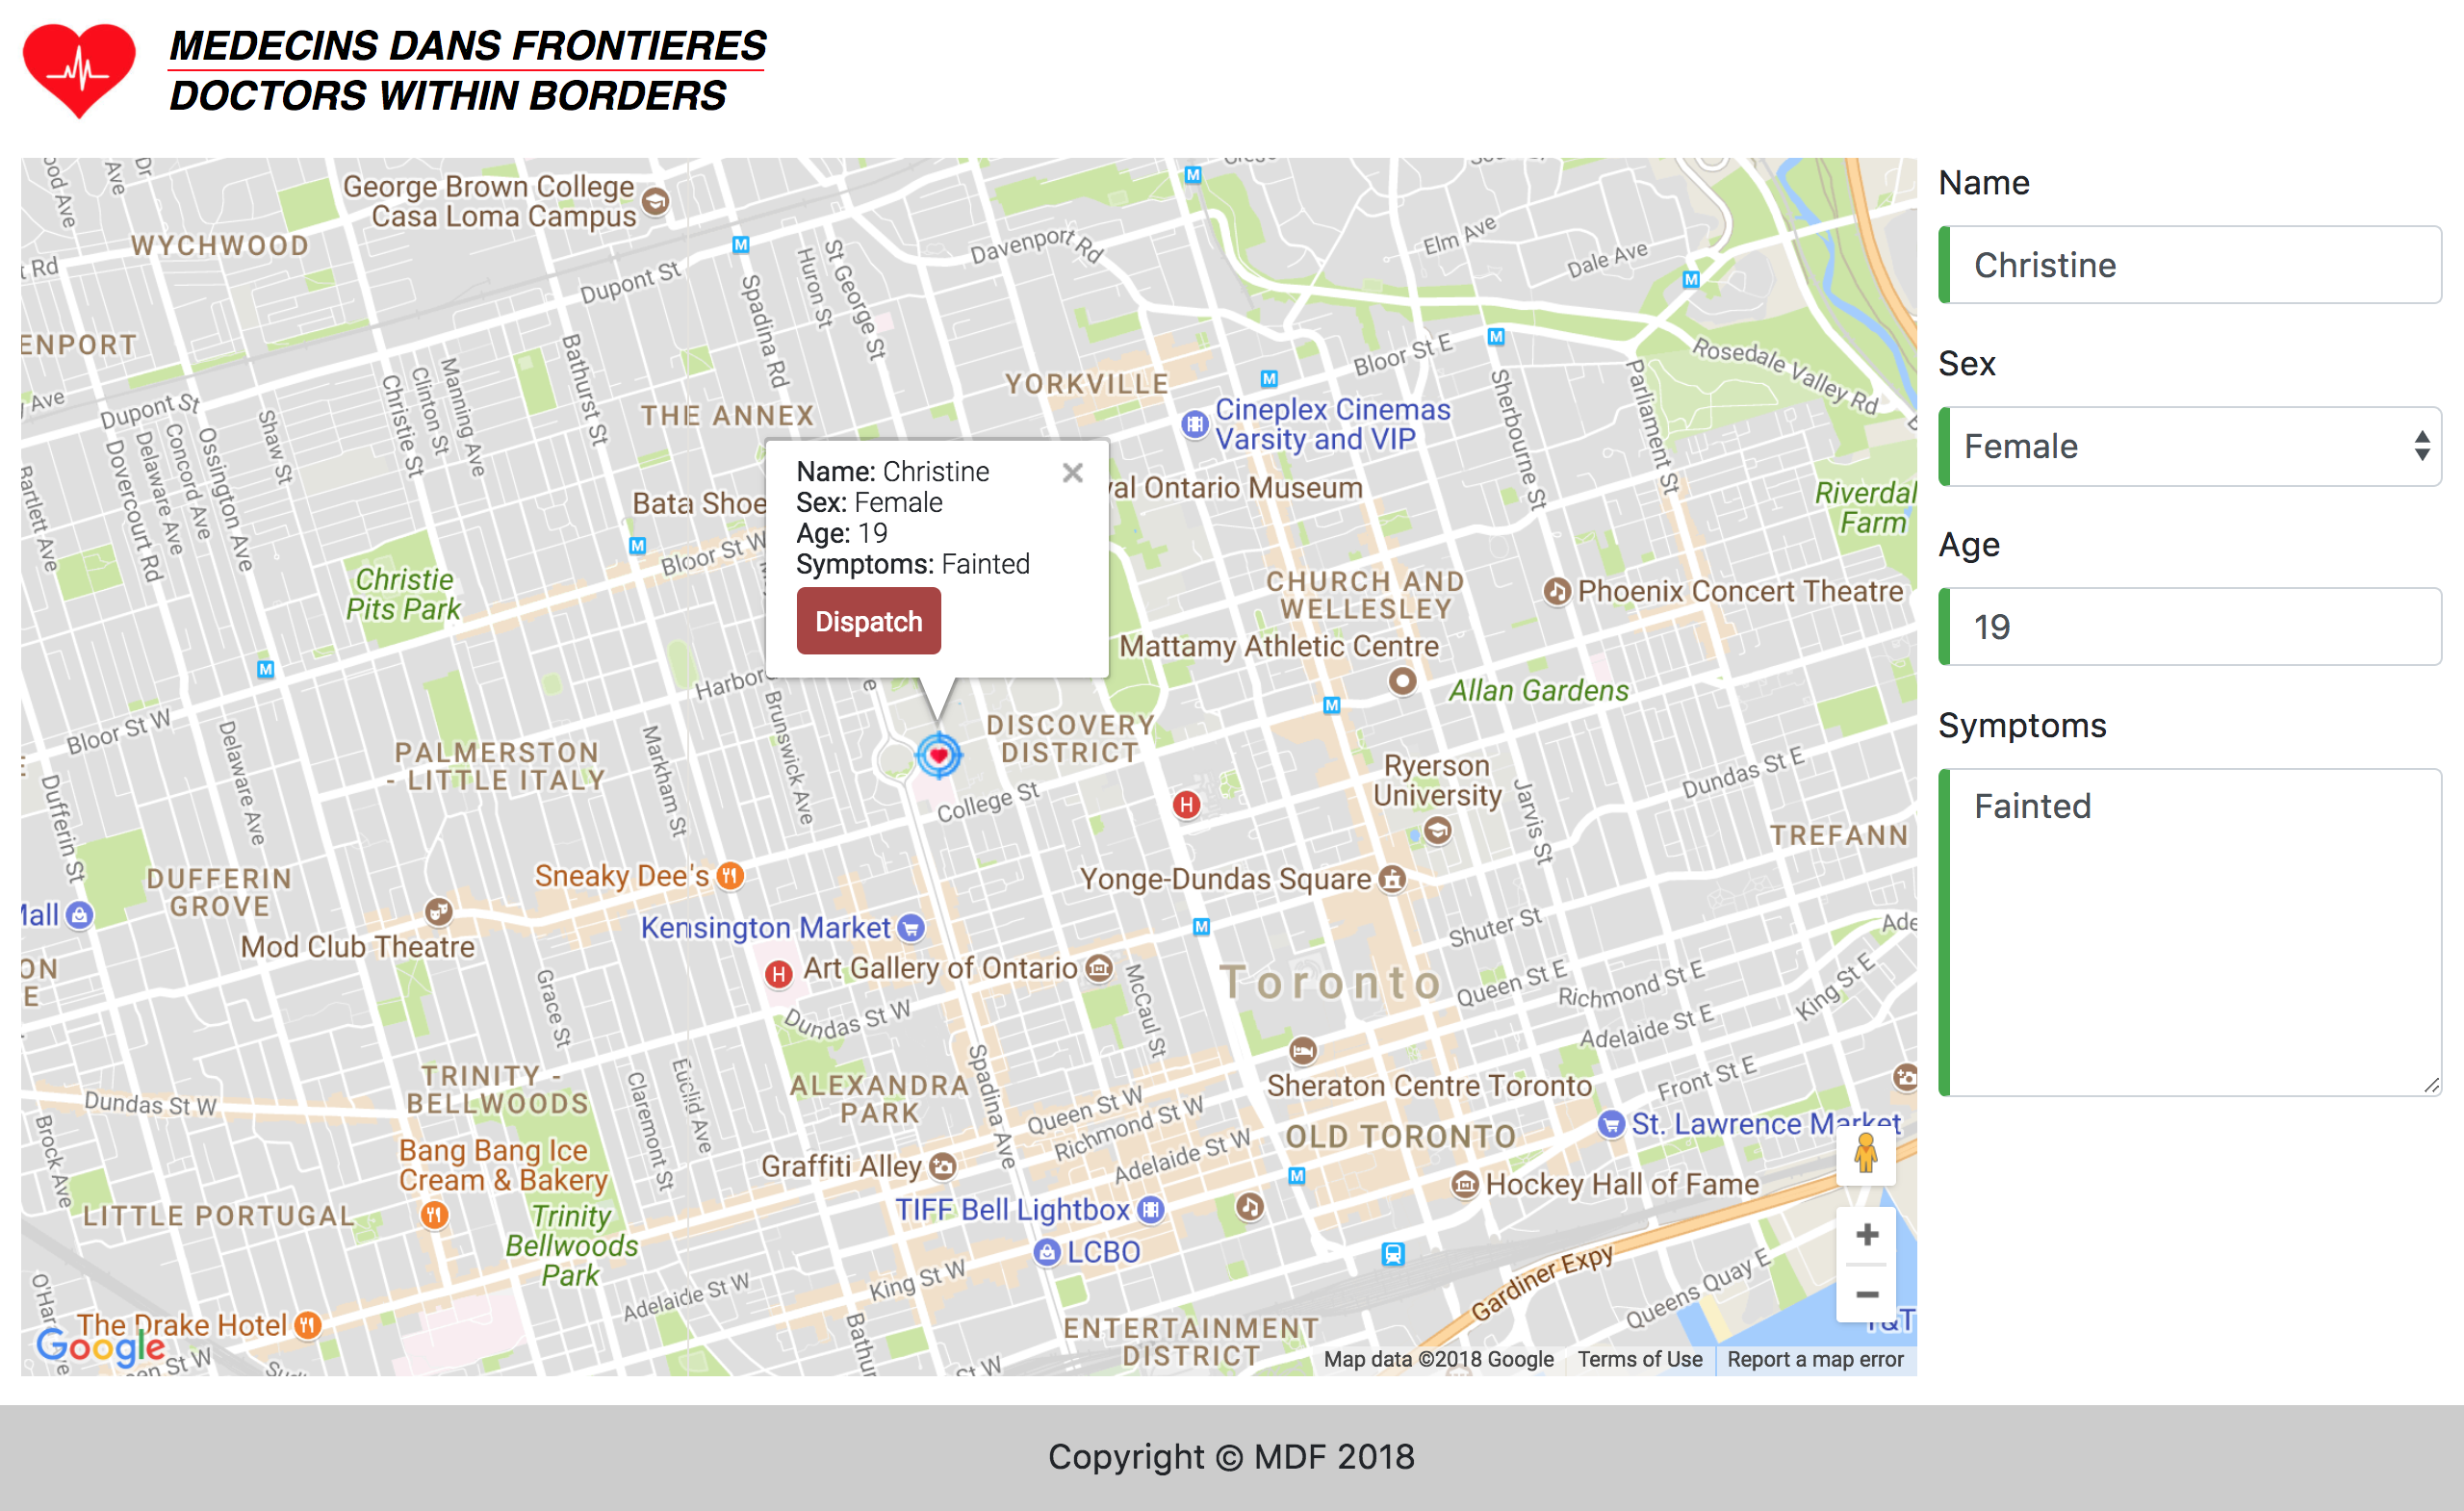 MEDECINS DANS FRONTIERES
DOCTORS WITHIN BORDERS
George Brown College
Casa Loma Campus
WYCHWOOD
Dr
Ave
Davenport Rd
Elm Ave
Dale Ave
Dupont St
Spadina Rd
Huron St
St George St
Bathurst St
Manning Ave
Clinton St
Christie St
Dupont St
Shaw St
Ossington Ave
Concord Ave
Delaware Ave
Dovercourt Rd
Bartlett Ave
THE ANNEX
YORKVILLE
Bloor St E
Sherbourne St
Parliament St
Rosedale Valley Rd
Cineplex Cinemas
Varsity and VIP
Bata Shoe
Ontario Museum
Riverdal
Farm
Name: Christine
Sex: Female
Age: 19
Symptoms: Fainted
Dispatch
Bloor St W
Christie
Pits Park
CHURCH AND
WELLESLEY
Phoenix Concert Theatre
Mattamy Athletic Centre
Allan Gardens
Harbor
Brunswick Ave
Markham St
Bloor St W
Delaware Ave
Dufferin St
PALMERSTON
- LITTLE ITALY
DISCOVERY
DISTRICT
College St
Ryerson
University
Jarvis St
Dundas St E
TREFANN
Sneaky Dee's
Yonge-Dundas Square
DUFFERIN
GROVE
Mall
Mod Club Theatre
Kensington Market
Art Gallery of Ontario
Shuter St
Toronto
Queen St E
Richmond St E
Adelaide St E
King St E
Front St E
Grace St
Dundas St W
McCaul St
Spadina Ave
Euclid Ave
Claremont St
TRINITY -
BELLWOODS
ALEXANDRA
PARK
Sheraton Centre Toronto
Dundas St W
Brock Ave
Queen St W
Richmond St W
Adelaide St W
OLD TORONTO
St. Lawrence Market
Bang Bang Ice
Cream & Bakery
Graffiti Alley
Hockey Hall of Fame
TIFF Bell Lightbox
LCBO
LITTLE PORTUGAL
Trinity
Bellwoods
Park
King St W
Adelaide St W
Gardiner Expy
Queens Quay E
The Drake Hotel
ENTERTAINMENT
DISTRICT
Google
Map data ©2018 Google
Terms of Use
Report a map error
Name
Christine
Sex
Female
Age
19
Symptoms
Fainted
Copyright © MDF 2018